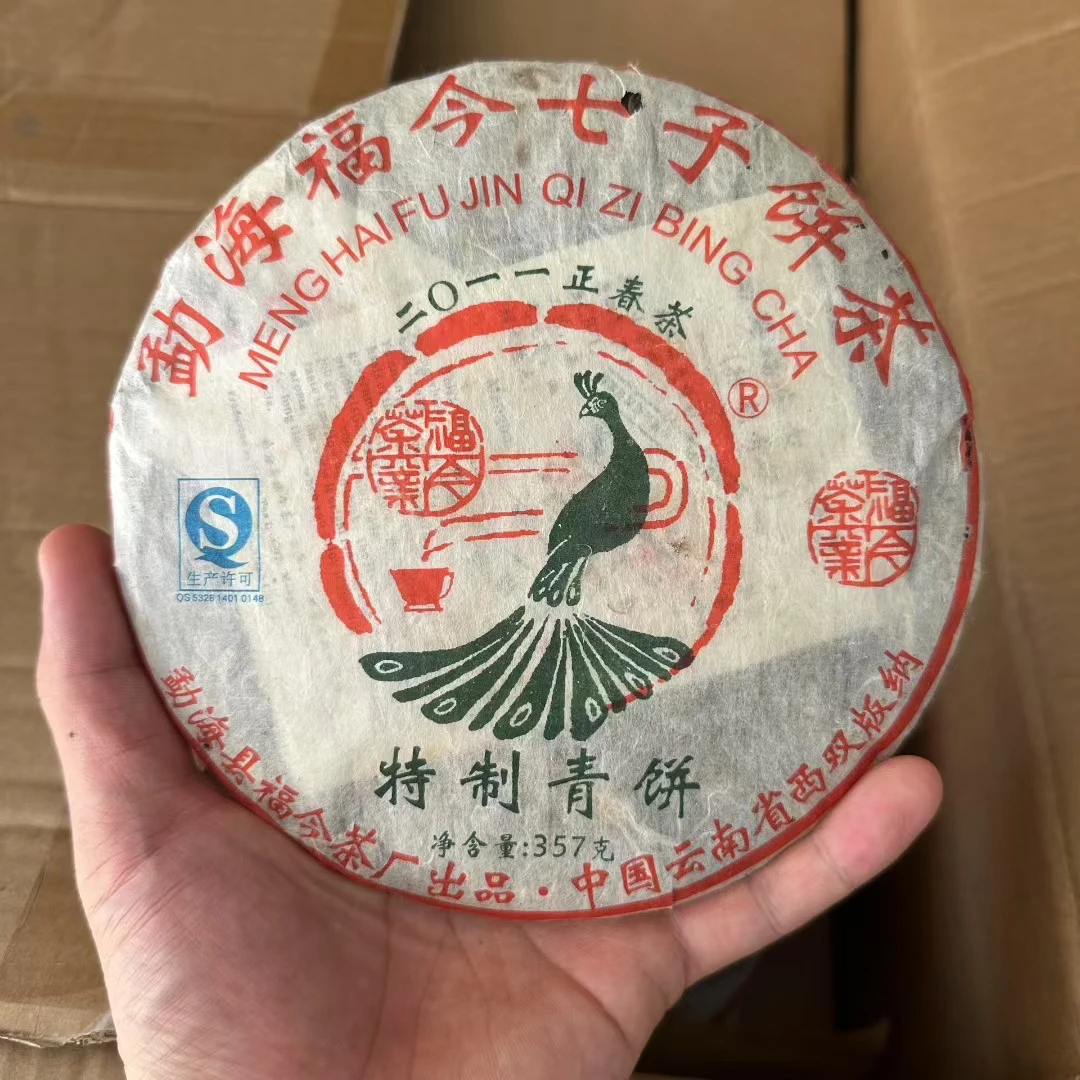 勐海福今七子饼茶
MENG HAI FU JIN QI ZI BING CHA
二〇一一正春茶
®
福今茶業
福今茶業
QS
生产许可
QS 5328 1401 0148
特制青饼
净含量:357克
勐海县福今茶厂出品·中国云南省西双版纳